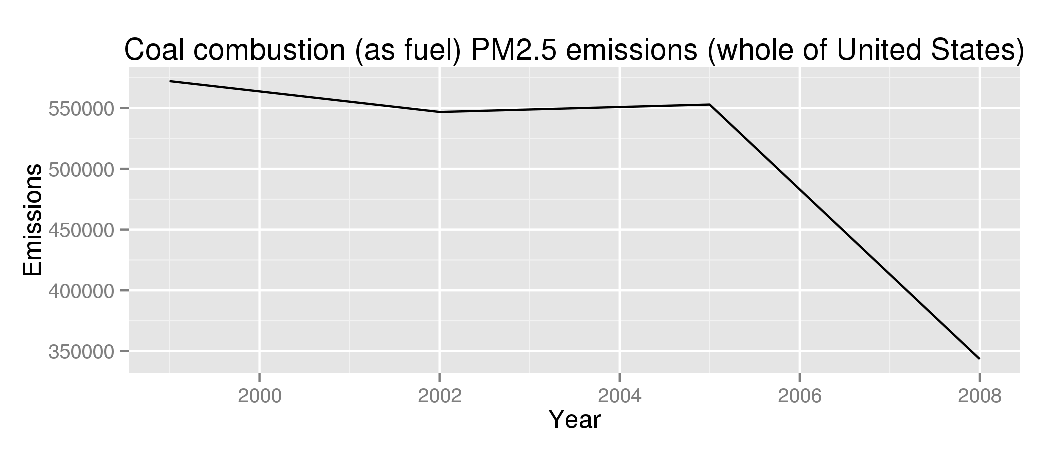 Coal combustion (as fuel) PM2.5 emissions (whole of United States)
550000
500000
450000
400000
350000
Emissions
2000 2002 2004 2006 2008
Year